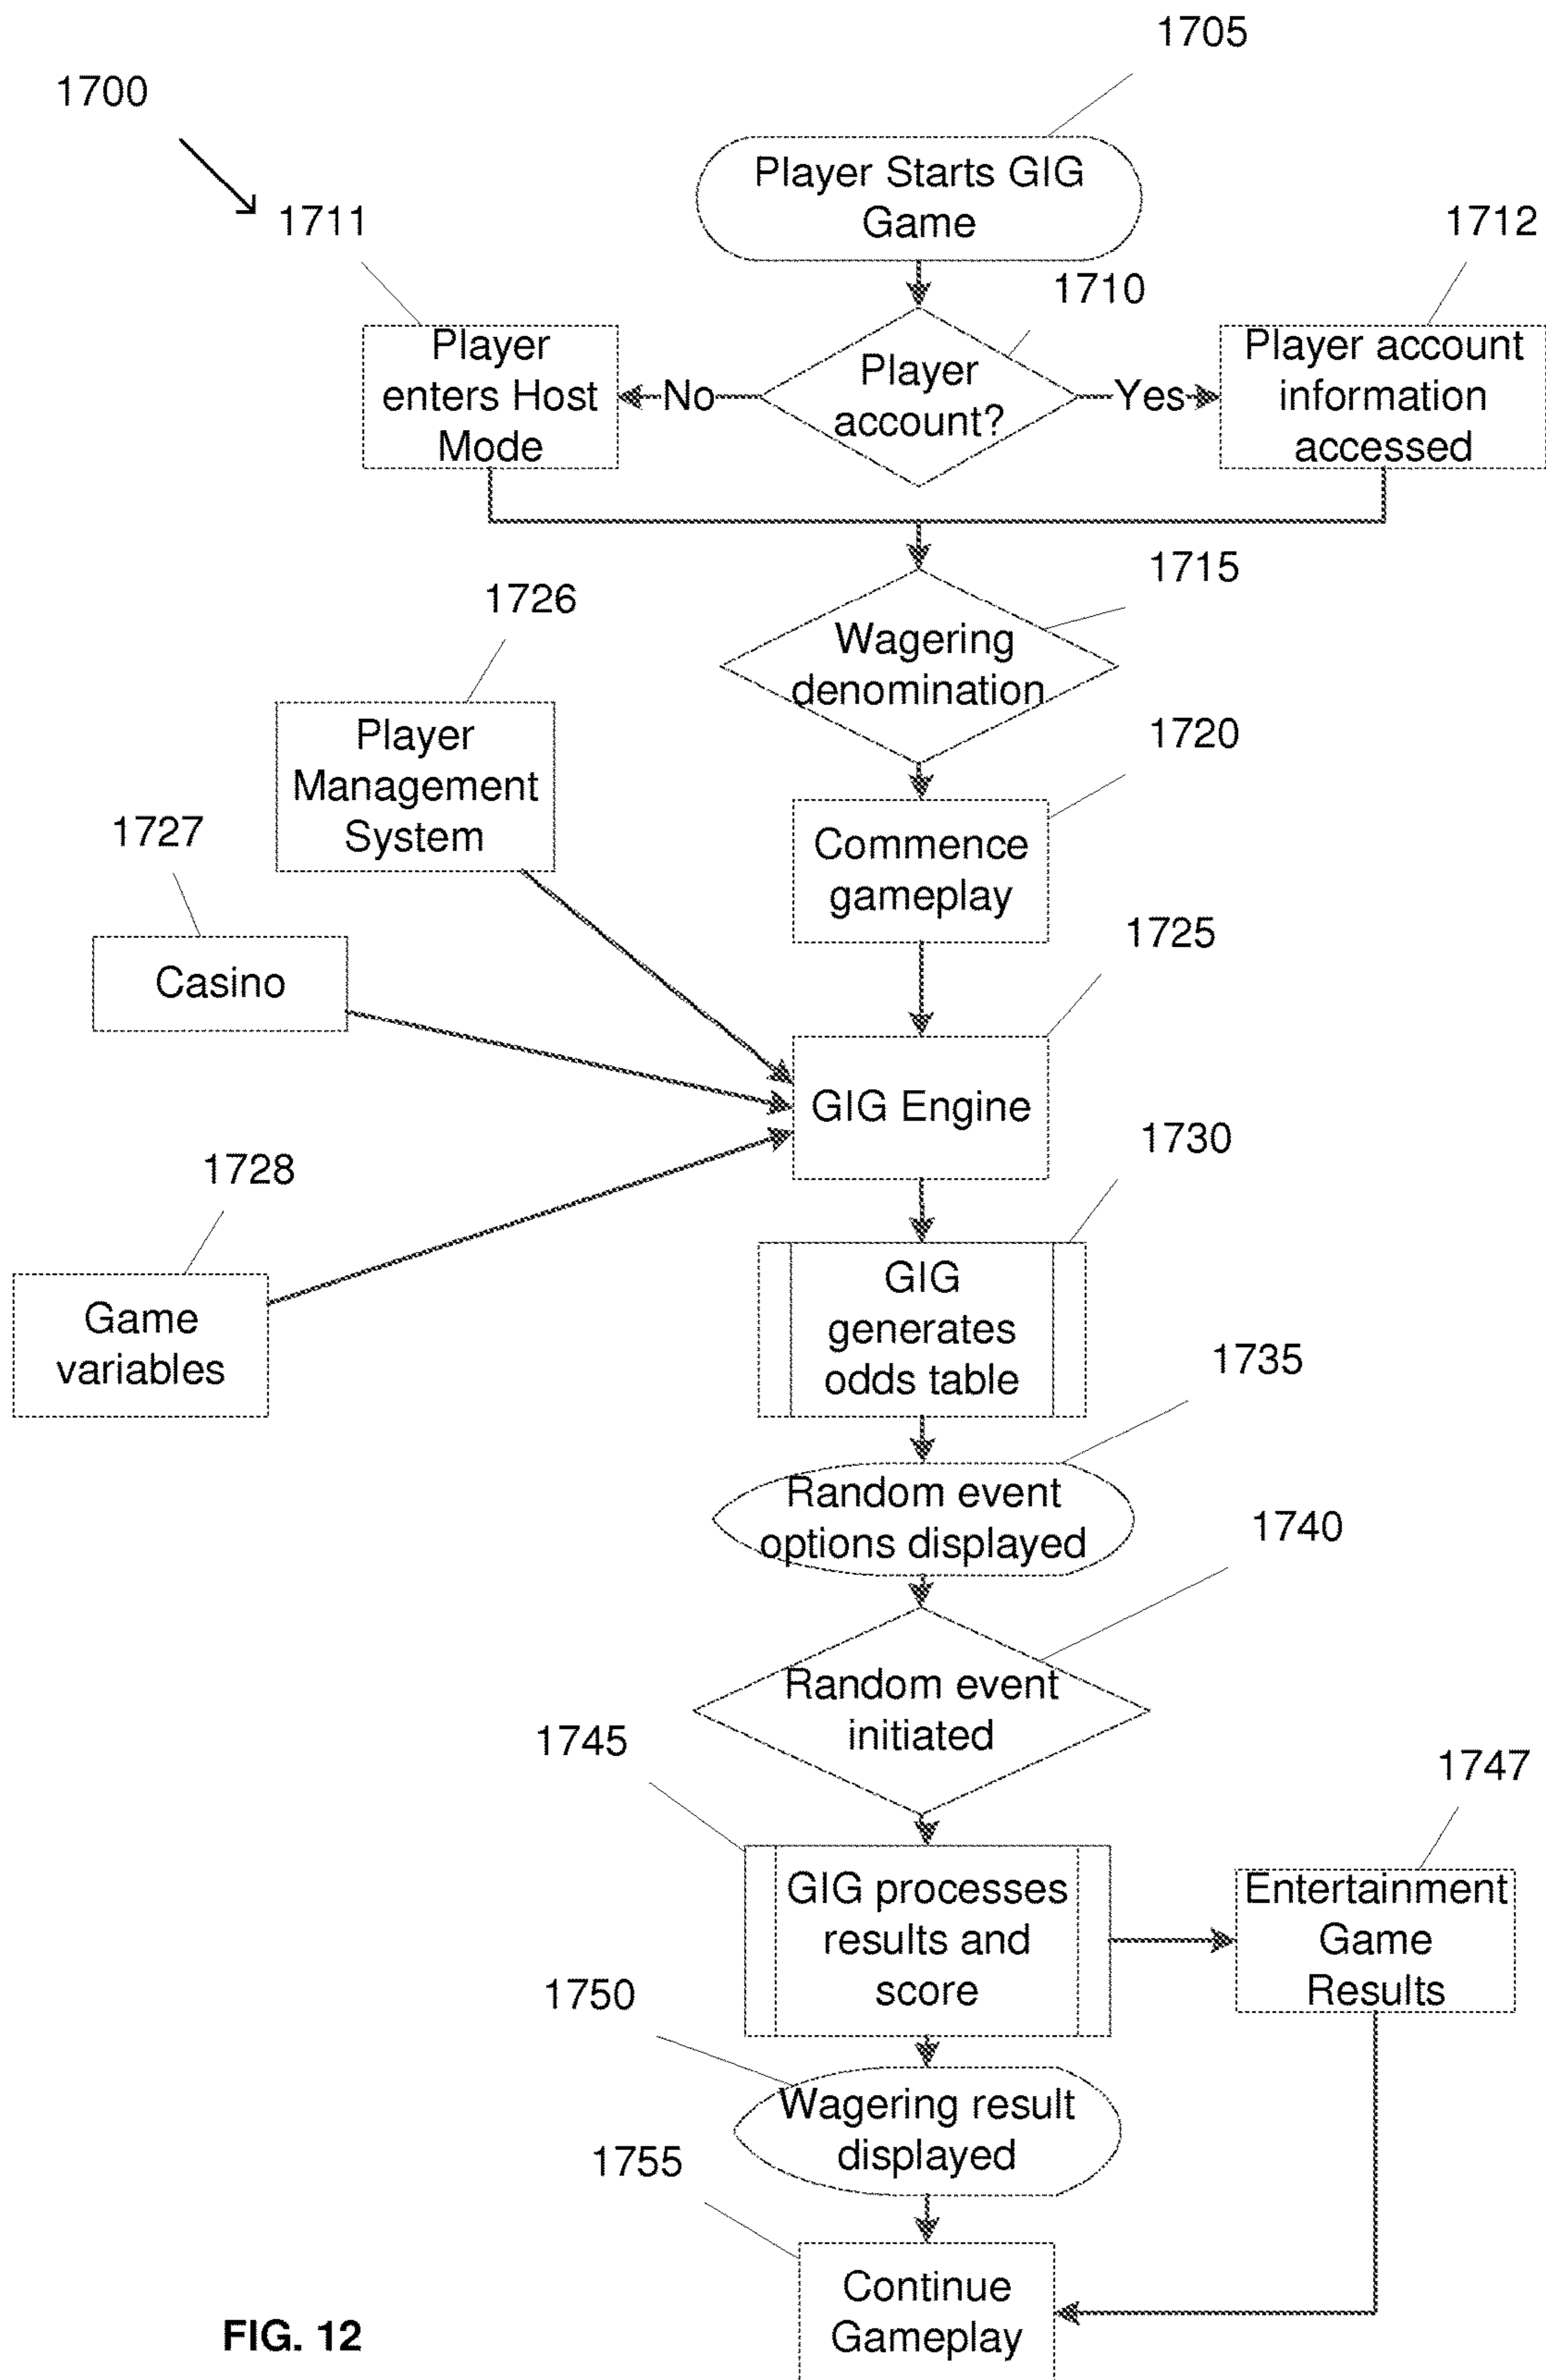 1705
1700
Player Starts GIG
Game
1711
1712
1710
Player
enters Host
Mode
No
Player
account?
Yes
Player account
information
accessed
1715
1726
Wagering
denomination
Player
Management
System
1720
1727
Commence
gameplay
1725
Casino
GIG Engine
1730
1728
GIG
generates
odds table
Game
variables
1735
Random event
options displayed
1740
Random event
initiated
1745
1747
GIG processes
results and
score
Entertainment
Game
Results
1750
Wagering result
displayed
1755
Continue
Gameplay
FIG. 12